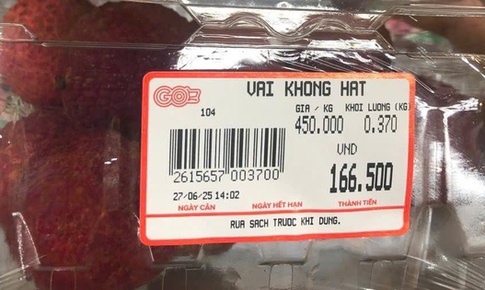 GO!
VAI KHONG HAT
104
GIA / KG KHOI LUONG (KG)
450.000 0.370
VND
166.500
2615657 003700
27/06/25 14:02
NGÀY CÂN NGÀY HẾT HẠN THÀNH TIỀN
RUA SACH TRUOC KHI DUNG.